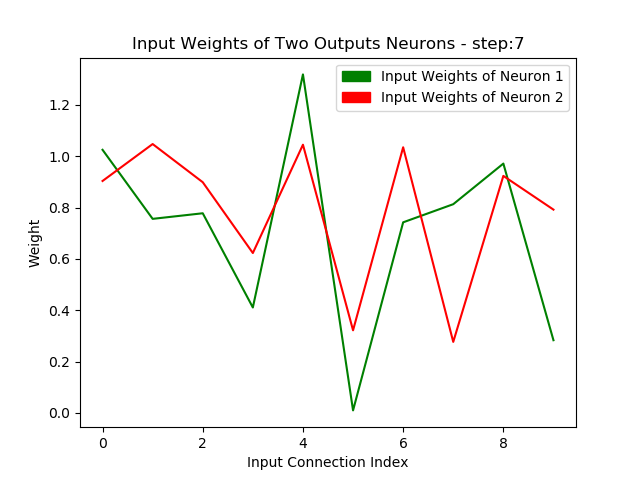 Input Weights of Two Outputs Neurons - step:7
Input Weights of Neuron 1
Input Weights of Neuron 2
Weight
1.2
1.0
0.8
0.6
0.4
0.2
0.0
0 2 4 6 8
Input Connection Index